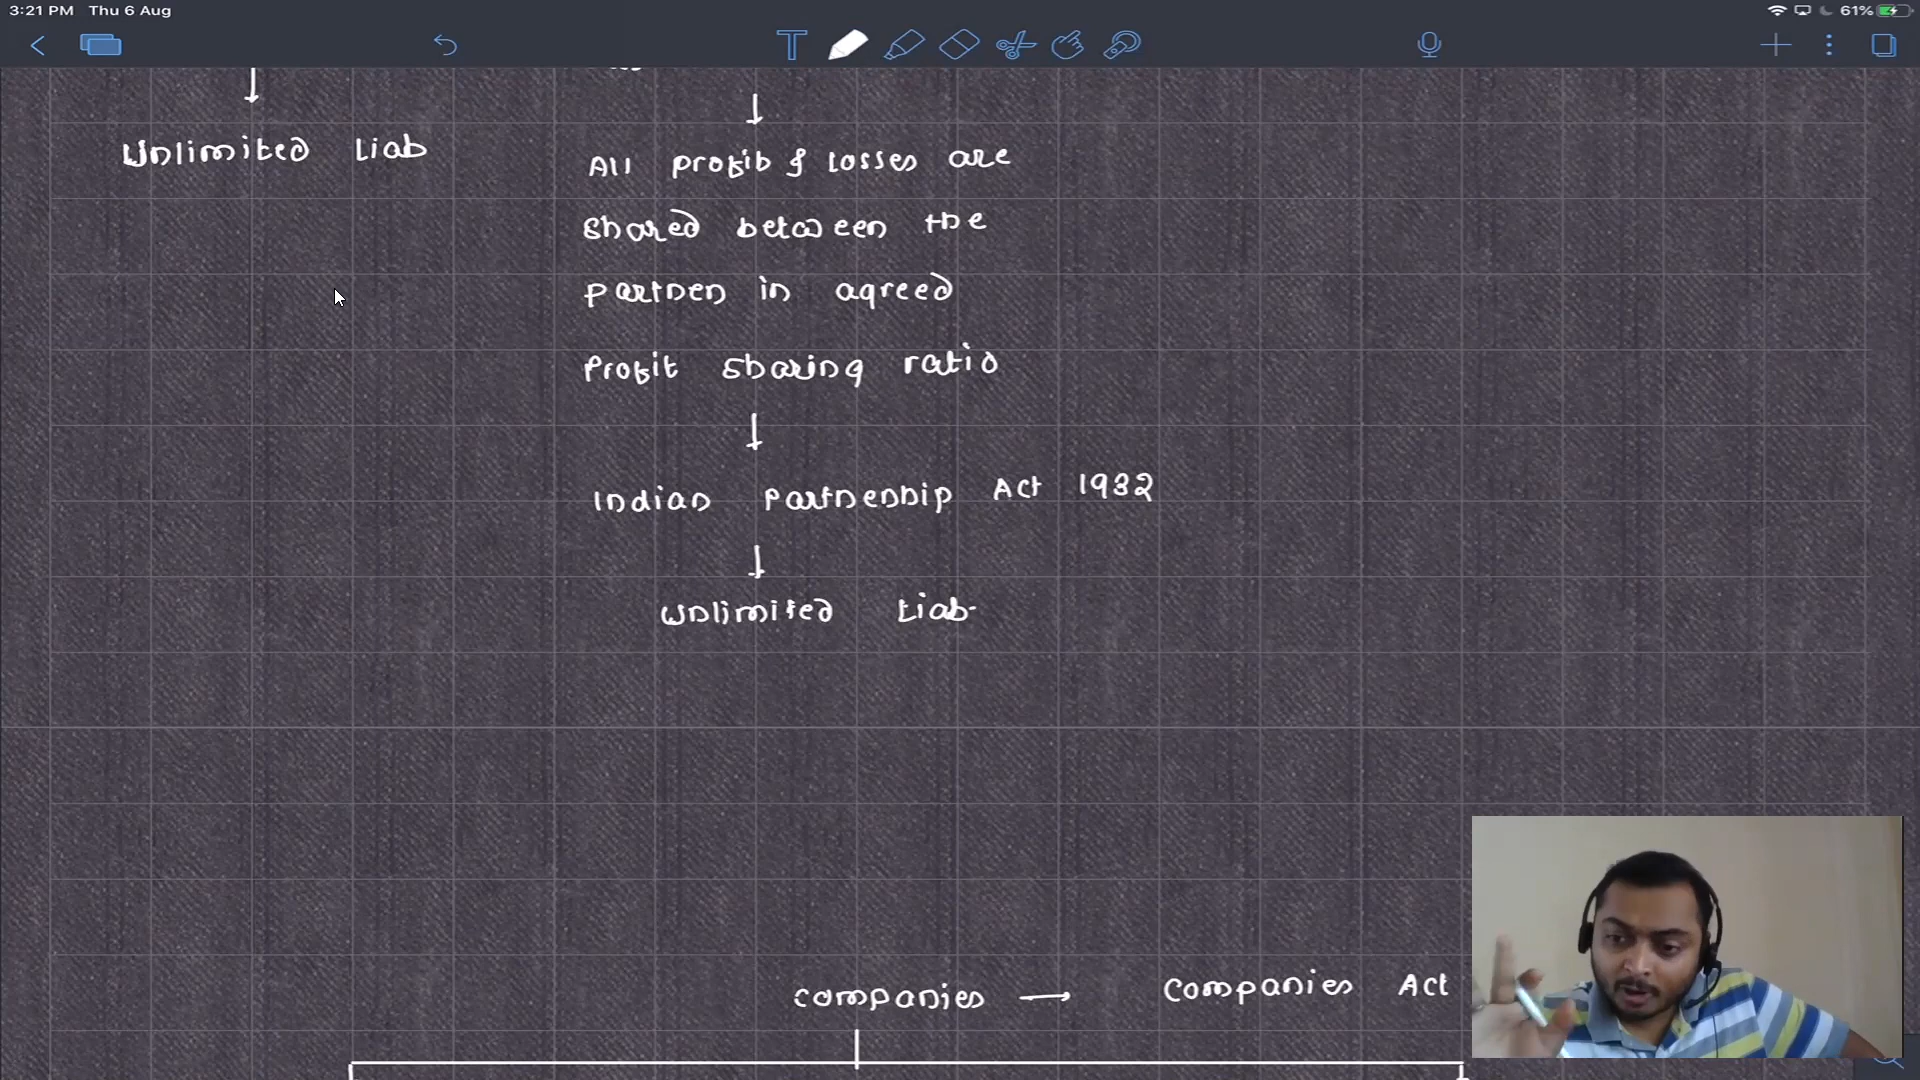 3:21 PM Thu 6 Aug
61%
Unlimited Liab
All profit & losses are
shared between the
partners in agreed
Profit sharing ratio
Indian Partnership Act 1932
Unlimited Liab-
companies → Companies Act